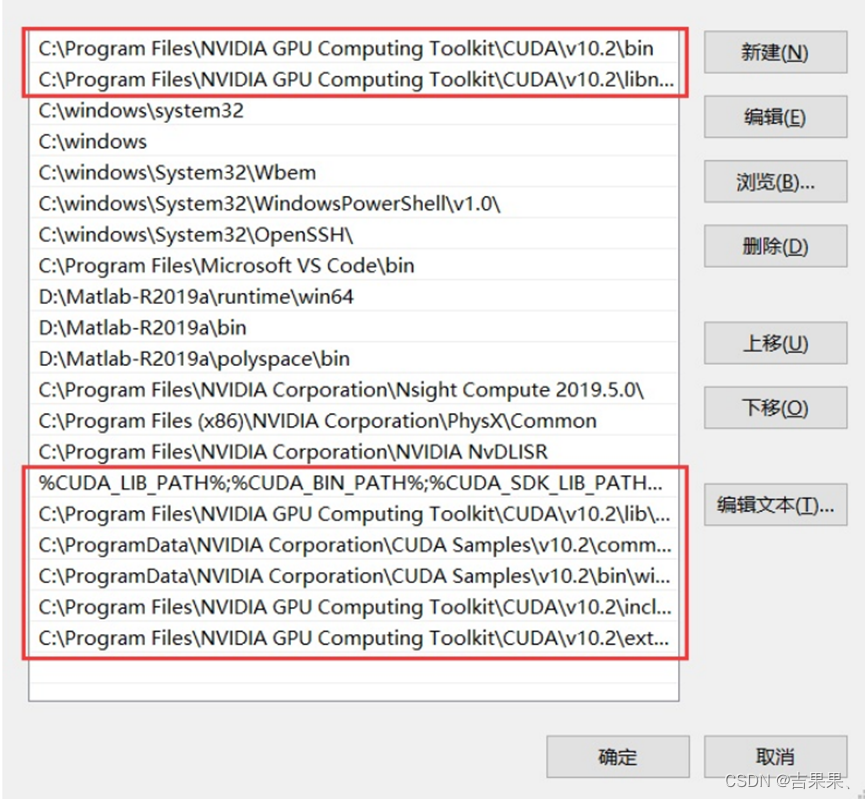 C:\Program Files\NVIDIA GPU Computing Toolkit\CUDA\v10.2\bin
C:\Program Files\NVIDIA GPU Computing Toolkit\CUDA\v10.2\libn...
C:\windows\system32
C:\windows
C:\windows\System32\Wbem
C:\windows\System32\WindowsPowerShell\v1.0\
C:\windows\System32\OpenSSH\
C:\Program Files\Microsoft VS Code\bin
D:\Matlab-R2019a\runtime\win64
D:\Matlab-R2019a\bin
D:\Matlab-R2019a\polyspace\bin
C:\Program Files\NVIDIA Corporation\Nsight Compute 2019.5.0\
C:\Program Files (x86)\NVIDIA Corporation\PhysX\Common
C:\Program Files\NVIDIA Corporation\NVIDIA NvDLISR
%CUDA_LIB_PATH%;%CUDA_BIN_PATH%;%CUDA_SDK_LIB_PATH...
C:\Program Files\NVIDIA GPU Computing Toolkit\CUDA\v10.2\lib\...
C:\ProgramData\NVIDIA Corporation\CUDA Samples\v10.2\comm...
C:\ProgramData\NVIDIA Corporation\CUDA Samples\v10.2\bin\wi...
C:\Program Files\NVIDIA GPU Computing Toolkit\CUDA\v10.2\incl...
C:\Program Files\NVIDIA GPU Computing Toolkit\CUDA\v10.2\ext...
新建(N)
编辑(E)
浏览(B)...
删除(D)
上移(U)
下移(O)
编辑文本(T)...
确定
取消
CSDN @吉果果、